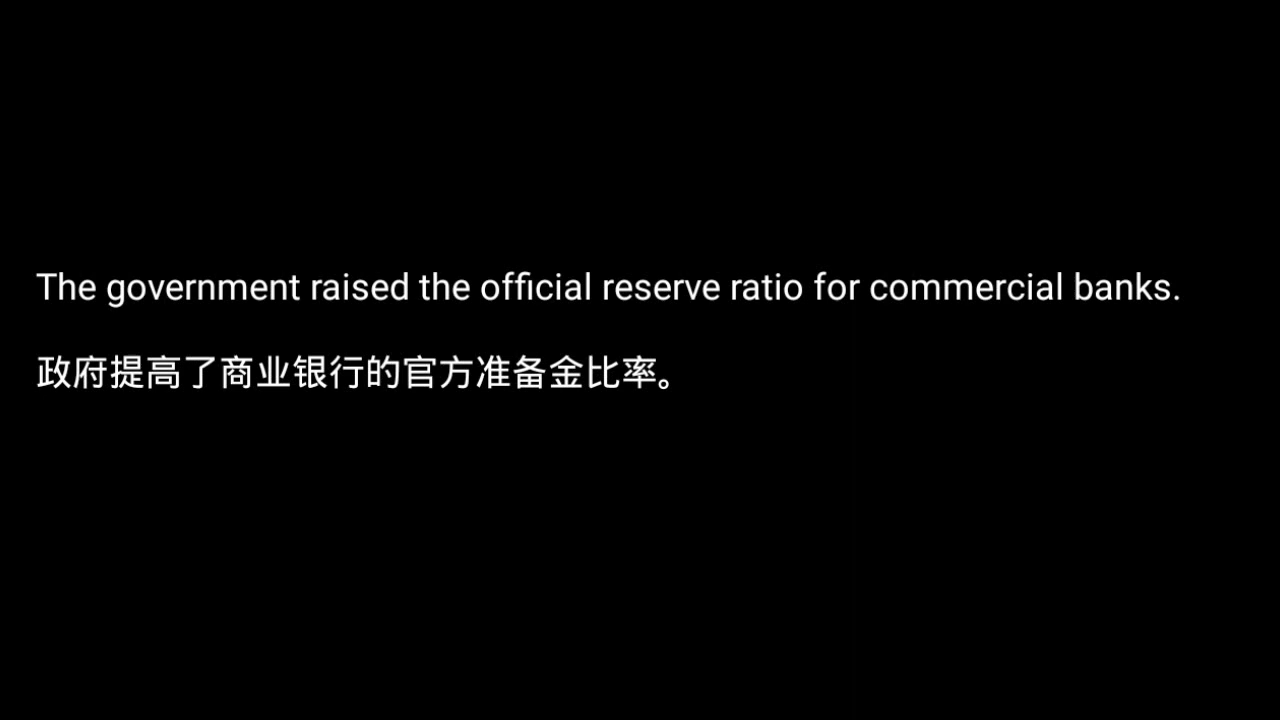 The government raised the official reserve ratio for commercial banks.
政府提高了商业银行的官方准备金比率。